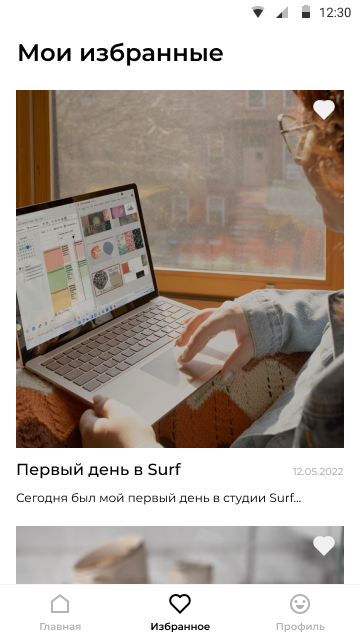 12:30
Мои избранные
Первый день в Surf
12.05.2022
Сегодня был мой первый день в студии Surf...
Главная
Избранное
Профиль